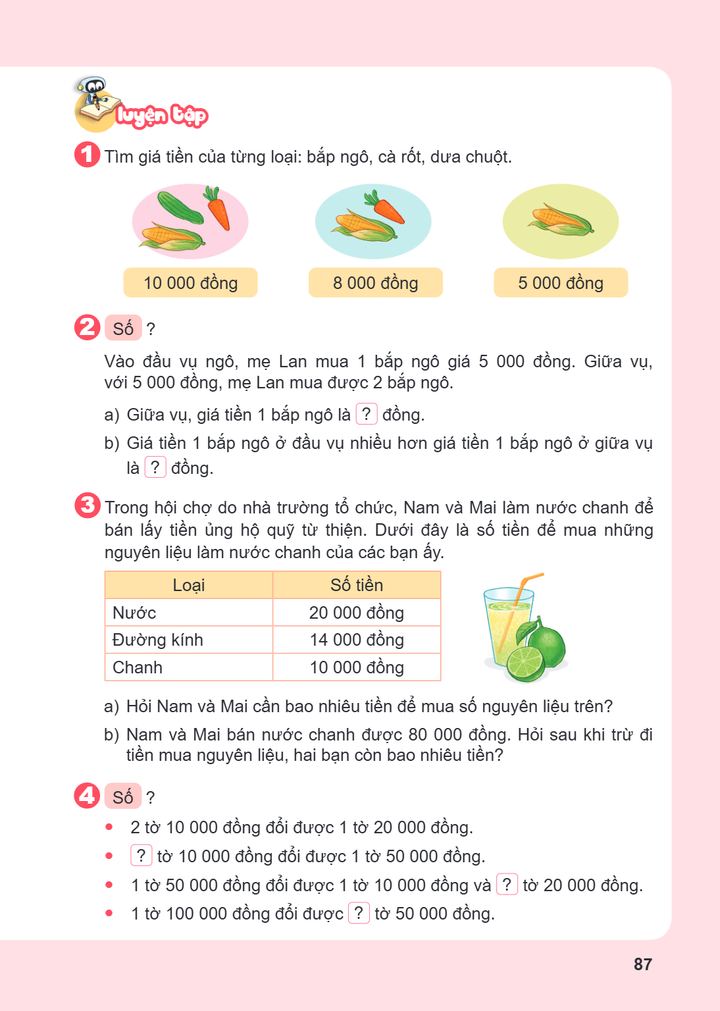 Luyện tập
1 Tìm giá tiền của từng loại: bắp ngô, cà rốt, dưa chuột.
10 000 đồng
8 000 đồng
5 000 đồng
2 Số ?
Vào đầu vụ ngô, mẹ Lan mua 1 bắp ngô giá 5 000 đồng. Giữa vụ,
với 5 000 đồng, mẹ Lan mua được 2 bắp ngô.
a) Giữa vụ, giá tiền 1 bắp ngô là ? đồng.
b) Giá tiền 1 bắp ngô ở đầu vụ nhiều hơn giá tiền 1 bắp ngô ở giữa vụ
là ? đồng.
3 Trong hội chợ do nhà trường tổ chức, Nam và Mai làm nước chanh để
bán lấy tiền ủng hộ quỹ từ thiện. Dưới đây là số tiền để mua những
nguyên liệu làm nước chanh của các bạn ấy.
Loại Số tiền
Nước 20 000 đồng
Đường kính 14 000 đồng
Chanh 10 000 đồng
a) Hỏi Nam và Mai cần bao nhiêu tiền để mua số nguyên liệu trên?
b) Nam và Mai bán nước chanh được 80 000 đồng. Hỏi sau khi trừ đi
tiền mua nguyên liệu, hai bạn còn bao nhiêu tiền?
4 Số ?
• 2 tờ 10 000 đồng đổi được 1 tờ 20 000 đồng.
• ? tờ 10 000 đồng đổi được 1 tờ 50 000 đồng.
• 1 tờ 50 000 đồng đổi được 1 tờ 10 000 đồng và ? tờ 20 000 đồng.
• 1 tờ 100 000 đồng đổi được ? tờ 50 000 đồng.
87